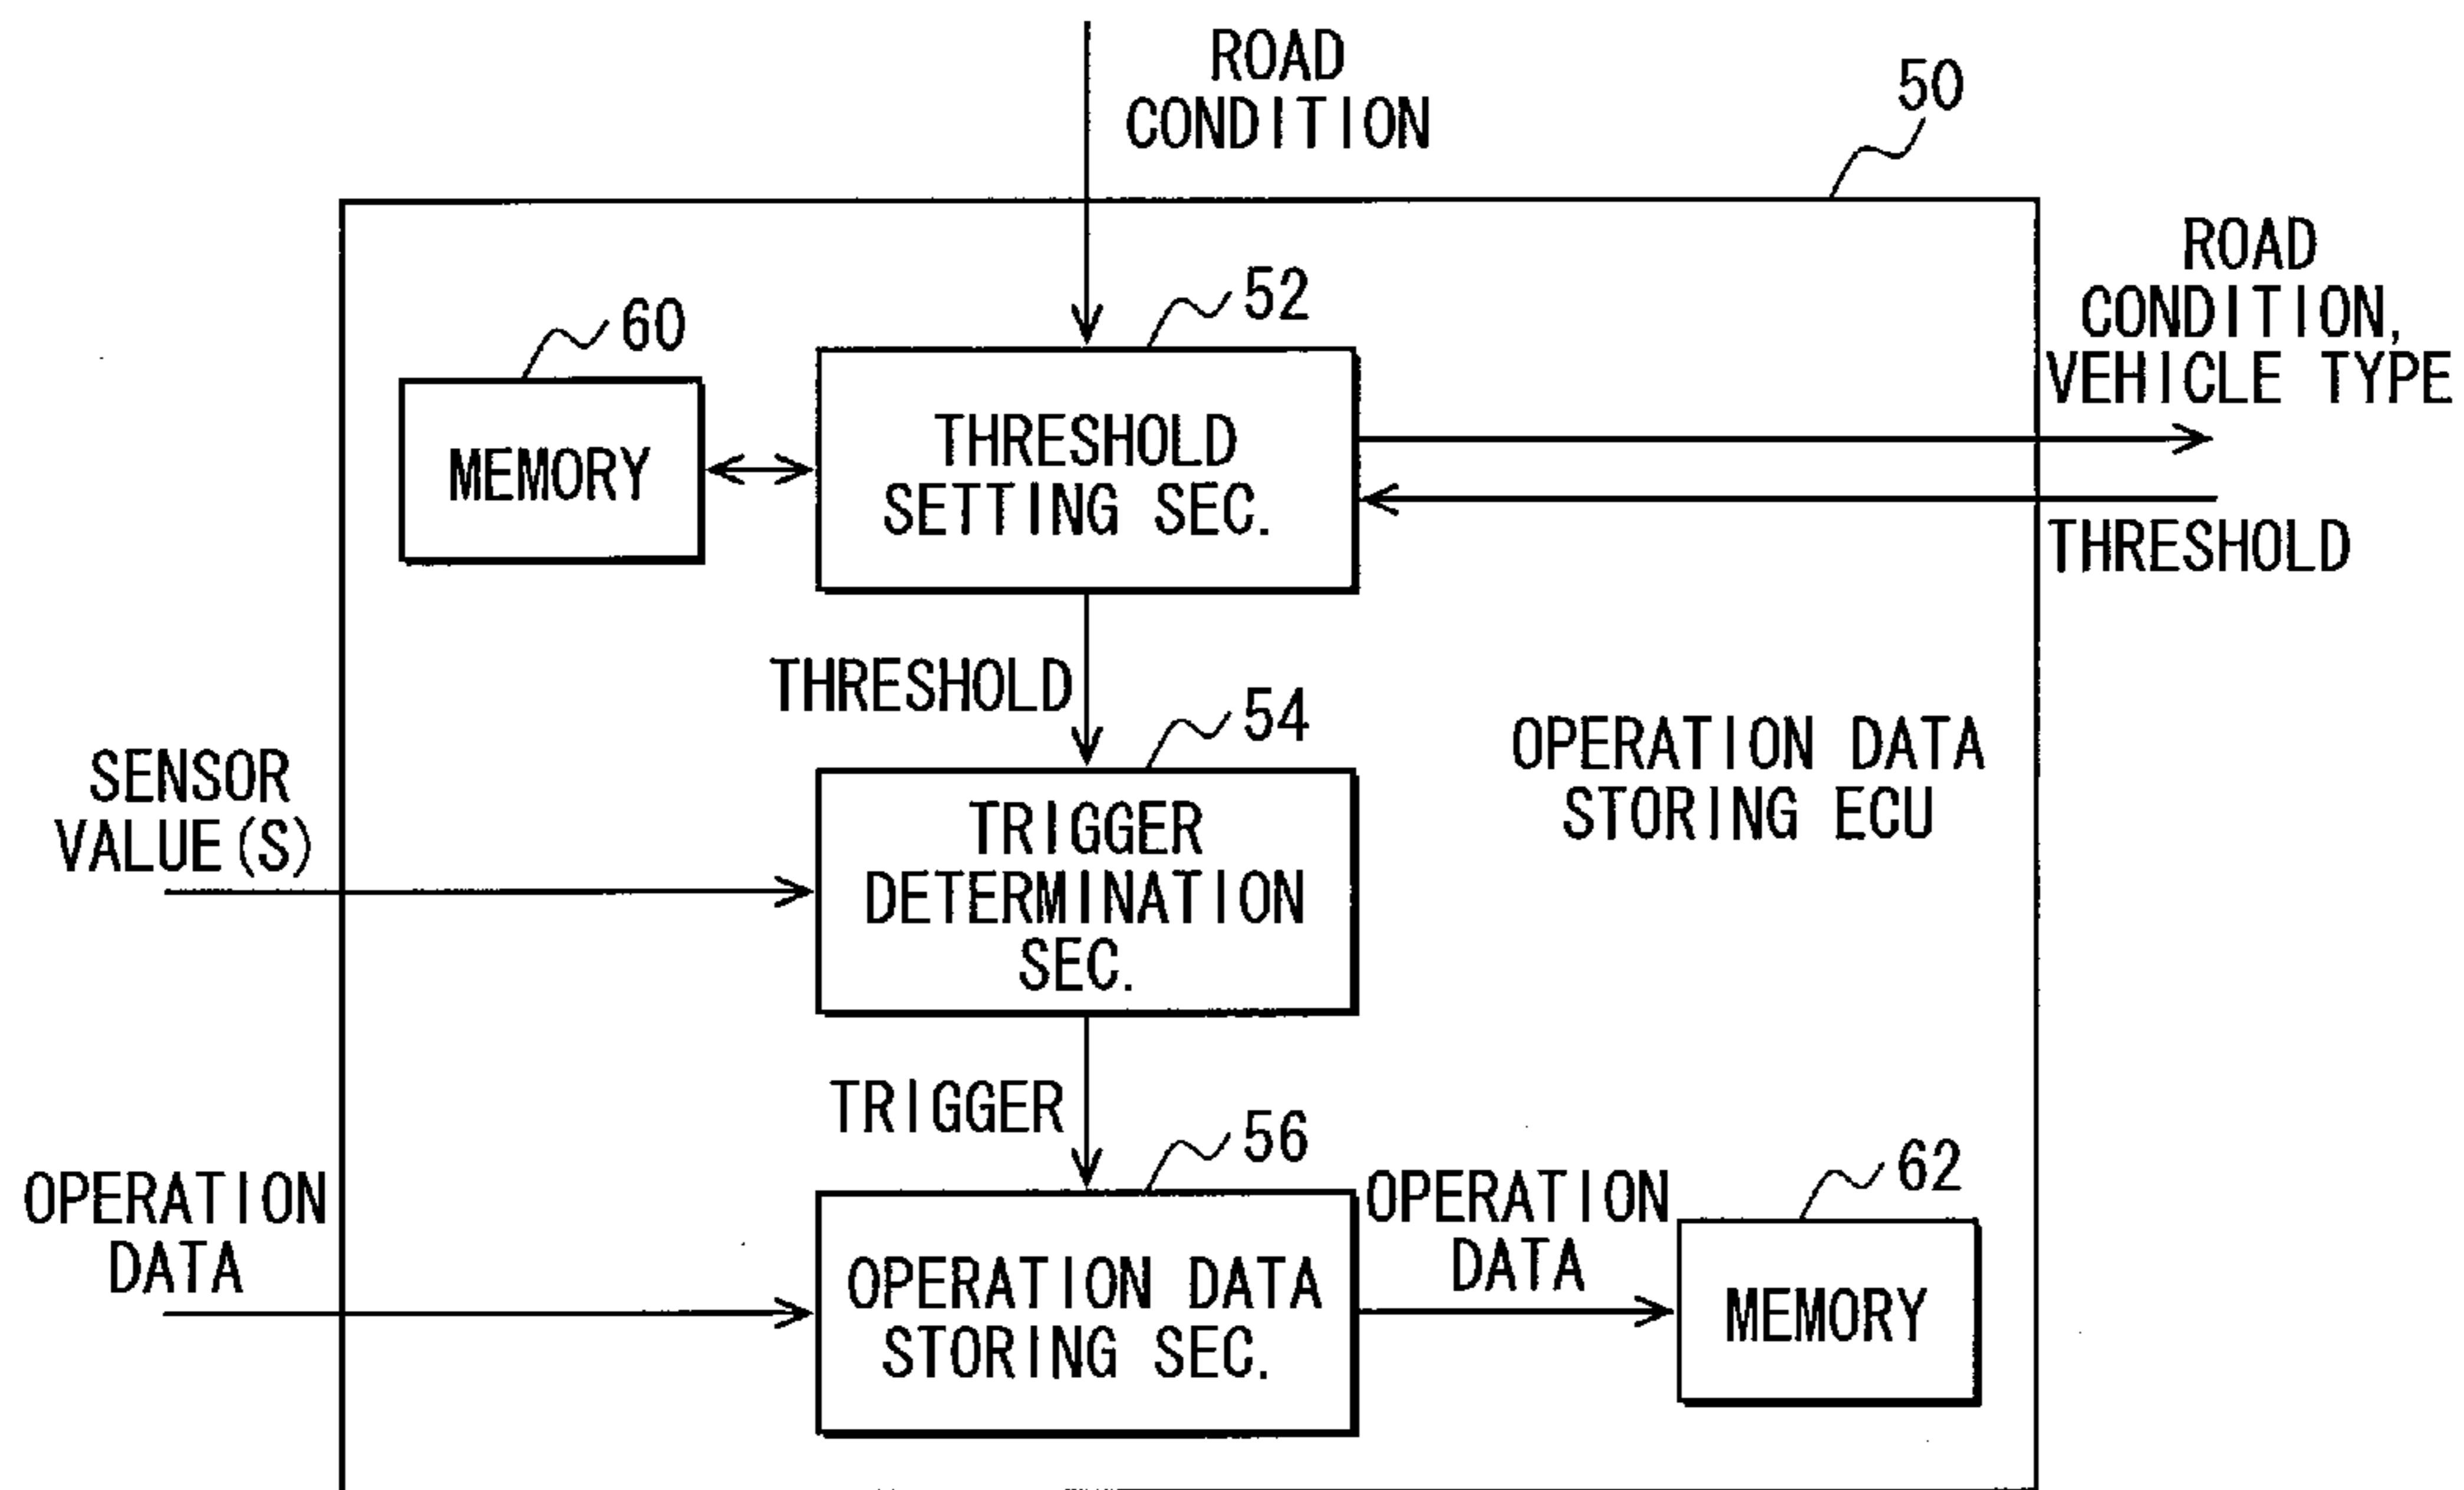 ROAD
CONDITION
50
ROAD
CONDITION,
VEHICLE TYPE
52
60
MEMORY
THRESHOLD
SETTING SEC.
THRESHOLD
THRESHOLD
54
SENSOR
VALUE(S)
TRIGGER
DETERMINATION
SEC.
OPERATION DATA
STORING ECU
TRIGGER
56
OPERATION
DATA
OPERATION DATA
STORING SEC.
OPERATION
DATA
62
MEMORY